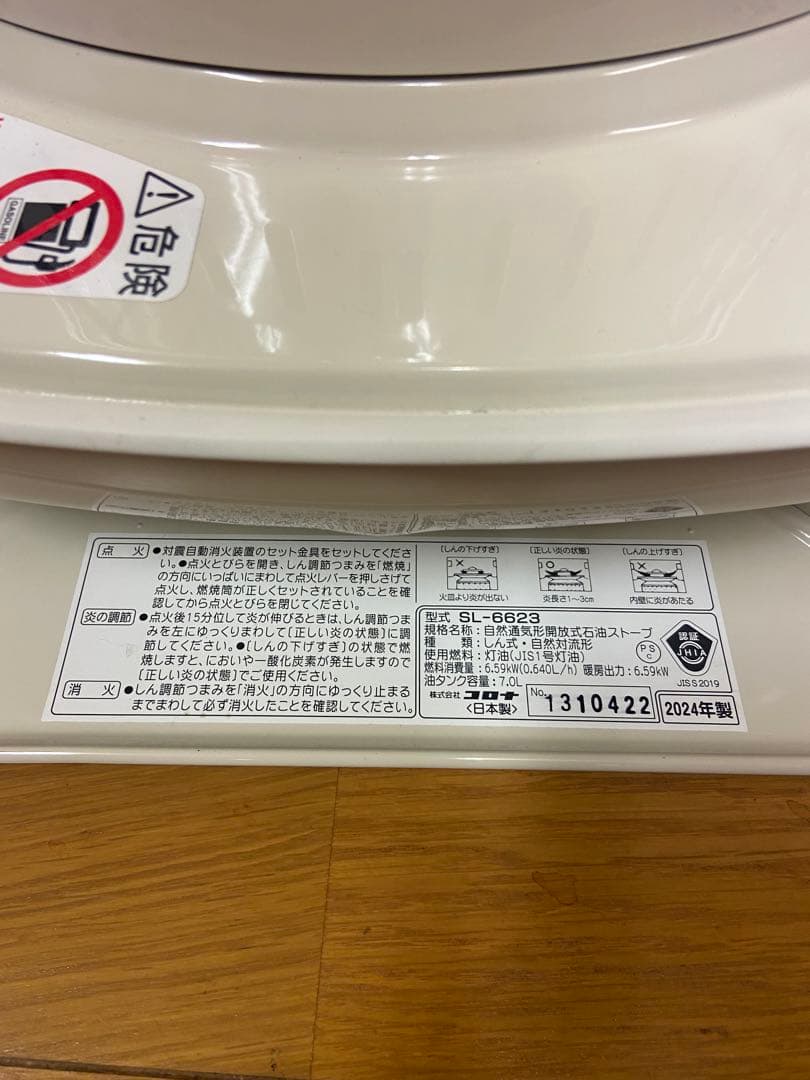 危険
GASOLINE
点火
●対震自動消火装置のセット金具をセットしてくださ
い。●点火とびらを開き、しん調節つまみを「燃焼」
の方向にいっぱいにまわして点火レバーを押しさげて
点火し、燃焼筒が正しくセットされていることを確
認してから点火とびらを閉じてください。
炎の調節
●点火後15分位して炎が伸びるときは、しん調節つま
みを左にゆっくりまわして〔正しい炎の状態〕に調
節してください。●〔しんの下げすぎ〕の状態で燃
焼しますと、においや一酸化炭素が発生しますので
〔正しい炎の状態〕でご使用ください。
消火
●しん調節つまみを「消火」の方向にゆっくり止まる
までまわして必ず消火したことを確認してください。
〔しんの下げすぎ〕 〔正しい炎の状態〕 〔しんの上げすぎ〕
火皿より炎が出ない 炎長さ1~3cm 内壁に炎があたる
型式 SL-6623
規格名称:自然通気形開放式石油ストーブ
種類:しん式・自然対流形
使用燃料:灯油(JIS1号灯油)
燃料消費量:6.59kW(0.640L/h) 暖房出力:6.59kW
油タンク容量:7.0L
PSC
認証
JHIA
JIS S 2019
株式会社 コロナ
〈日本製〉
No. 1310422
2024年製